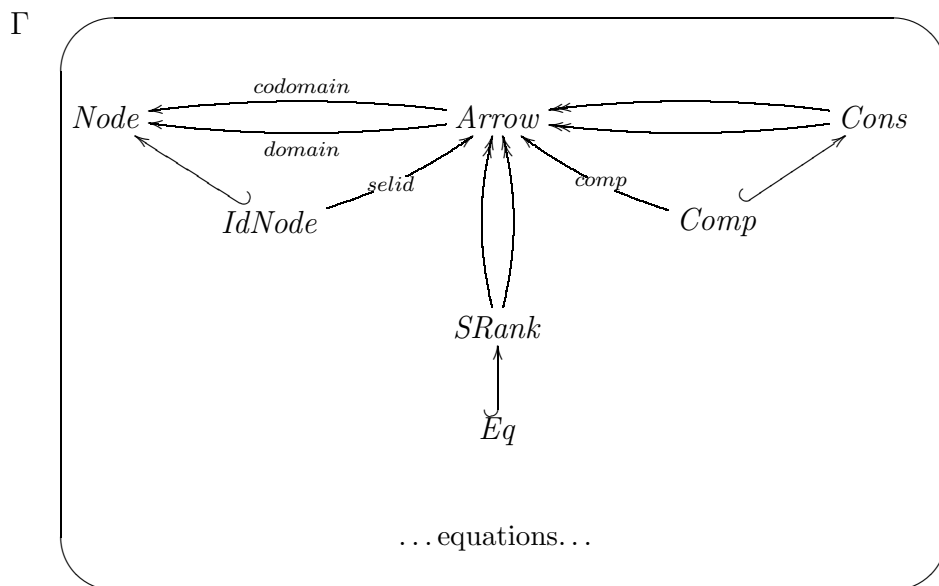 Γ
codomain
Node Arrow Cons
domain
selid comp
IdNode Comp
SRank
Eq
...equations...